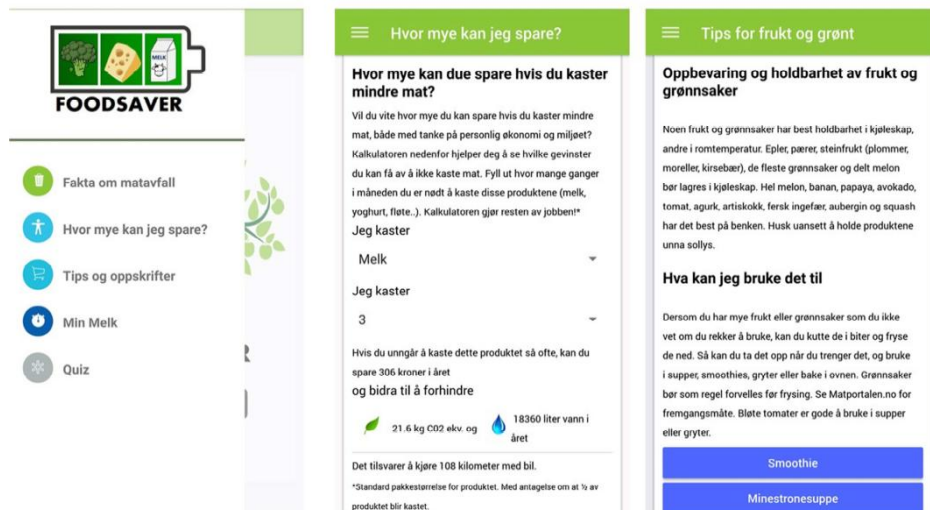 MELK
FOODSAVER
Fakta om matavfall
Hvor mye kan jeg spare?
Tips og oppskrifter
Min Melk
Quiz
Hvor mye kan jeg spare?
Hvor mye kan due spare hvis du kaster
mindre mat?
Vil du vite hvor mye du kan spare hvis du kaster mindre
mat, både med tanke på personlig økonomi og miljøet?
Kalkulatoren nedenfor hjelper deg å se hvilke gevinster
du kan få av å ikke kaste mat. Fyll ut hvor mange ganger
i måneden du er nødt å kaste disse produktene (melk,
yoghurt, fløte..). Kalkulatoren gjør resten av jobben!*
Jeg kaster
Melk
Jeg kaster
3
Hvis du unngår å kaste dette produktet så ofte, kan du
spare 306 kroner i året
og bidra til å forhindre
21.6 kg C02 ekv. og
18360 liter vann i
året
Det tilsvarer å kjøre 108 kilometer med bil.
*Standard pakkestørrelse for produktet. Med antagelse om at ½ av
produktet blir kastet.
Tips for frukt og grønt
Oppbevaring og holdbarhet av frukt og
grønnsaker
Noen frukt og grønnsaker har best holdbarhet i kjøleskap,
andre i romtemperatur. Epler, pærer, steinfrukt (plommer,
moreller, kirsebær), de fleste grønnsaker og delt melon
bør lagres i kjøleskap. Hel melon, banan, papaya, avokado,
tomat, agurk, artiskokk, fersk ingefær, aubergin og squash
har det best på benken. Husk uansett å holde produktene
unna sollys.
Hva kan jeg bruke det til
Dersom du har mye frukt eller grønnsaker som du ikke
vet om du rekker å bruke, kan du kutte de i biter og fryse
de ned. Så kan du ta det opp når du trenger det, og bruke
i supper, smoothies, gryter eller bake i ovnen. Grønnsaker
bør som regel forvelles før frysing. Se Matportalen.no for
fremgangsmåte. Bløte tomater er gode å bruke i supper
eller gryter.
Smoothie
Minestronesuppe